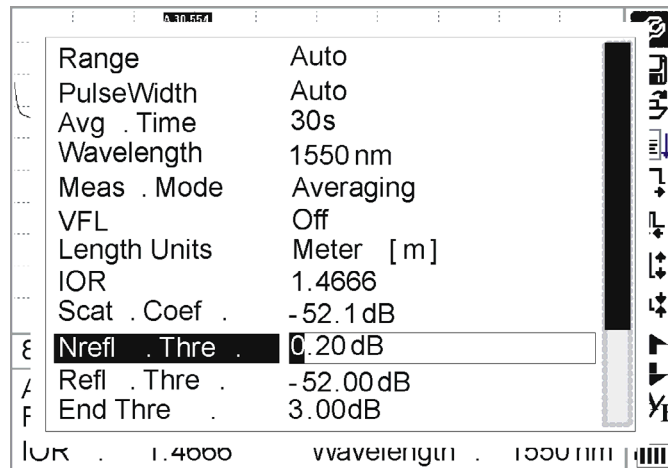 A 30.554
Range Auto
PulseWidth Auto
Avg . Time 30s
Wavelength 1550 nm
Meas . Mode Averaging
VFL Off
Length Units Meter [m]
IOR 1.4666
Scat . Coef . -52.1 dB
Nrefl . Thre . 0.20 dB
Refl . Thre . -52.00 dB
End Thre . 3.00dB
IOR . 1.4666 Wavelength . 1550 nm